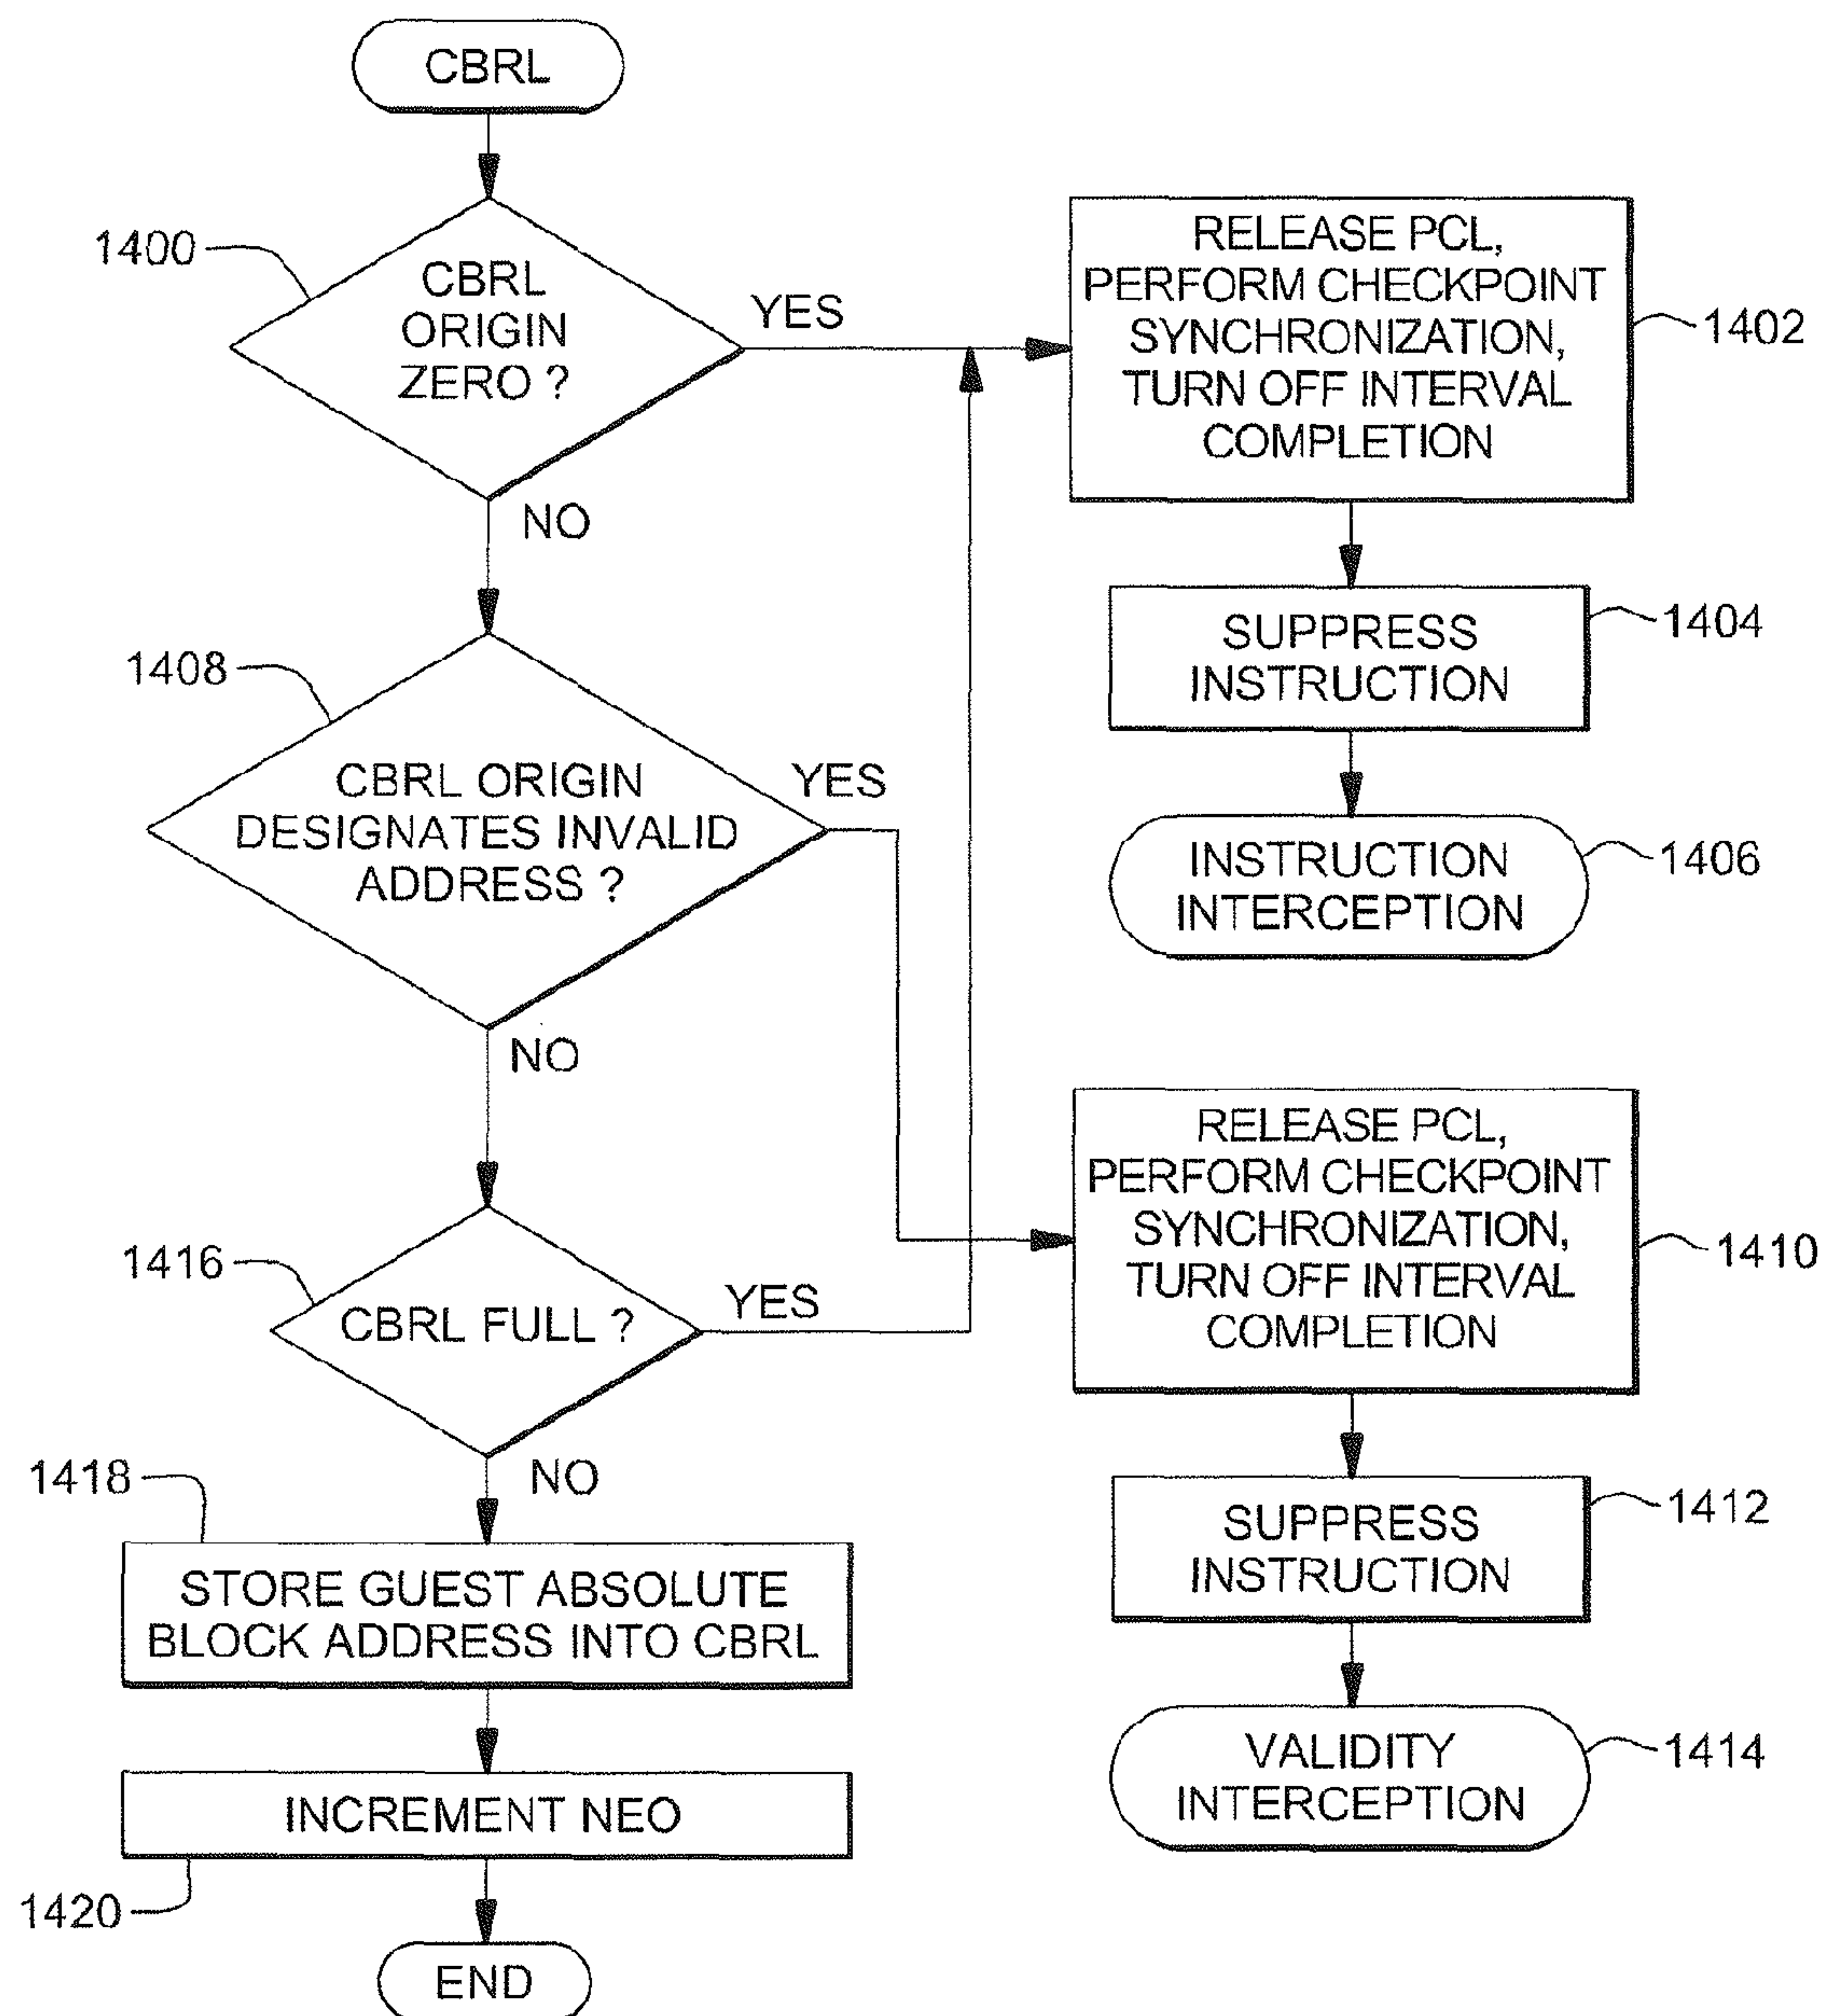 CBRL
1400
CBRL
ORIGIN
ZERO ?
YES
NO
RELEASE PCL,
PERFORM CHECKPOINT
SYNCHRONIZATION,
TURN OFF INTERVAL
COMPLETION
1402
SUPPRESS
INSTRUCTION
1404
INSTRUCTION
INTERCEPTION
1406
1408
CBRL ORIGIN
DESIGNATES INVALID
ADDRESS ?
YES
NO
RELEASE PCL,
PERFORM CHECKPOINT
SYNCHRONIZATION,
TURN OFF INTERVAL
COMPLETION
1410
SUPPRESS
INSTRUCTION
1412
VALIDITY
INTERCEPTION
1414
1416
CBRL FULL ?
YES
NO
1418
STORE GUEST ABSOLUTE
BLOCK ADDRESS INTO CBRL
INCREMENT NEO
1420
END